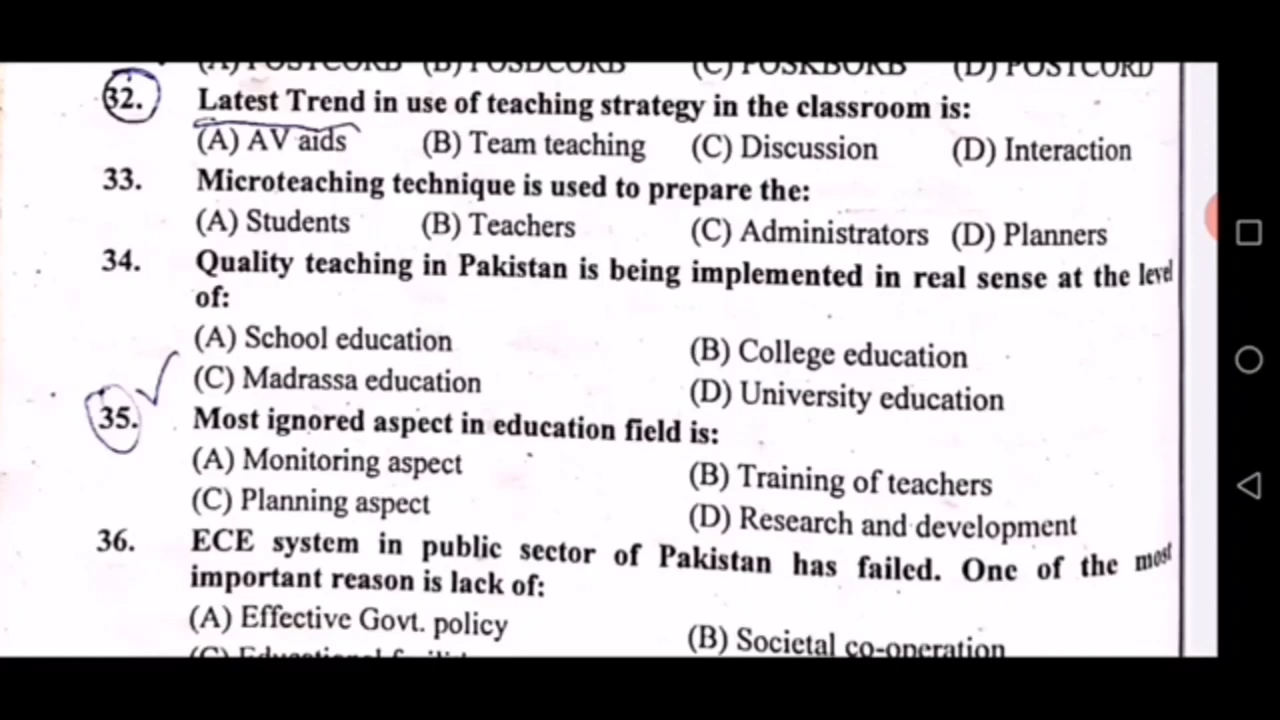 (A) POSTCORB (B) POSDCORB (C) POSKBORB (D) POSTCORD
32. Latest Trend in use of teaching strategy in the classroom is:
(A) AV aids (B) Team teaching (C) Discussion (D) Interaction
33. Microteaching technique is used to prepare the:
(A) Students (B) Teachers (C) Administrators (D) Planners
34. Quality teaching in Pakistan is being implemented in real sense at the level
of:
(A) School education (B) College education
(C) Madrassa education (D) University education
35. Most ignored aspect in education field is:
(A) Monitoring aspect (B) Training of teachers
(C) Planning aspect (D) Research and development
36. ECE system in public sector of Pakistan has failed. One of the most
important reason is lack of:
(A) Effective Govt. policy (B) Societal co-operation
(C) Educational